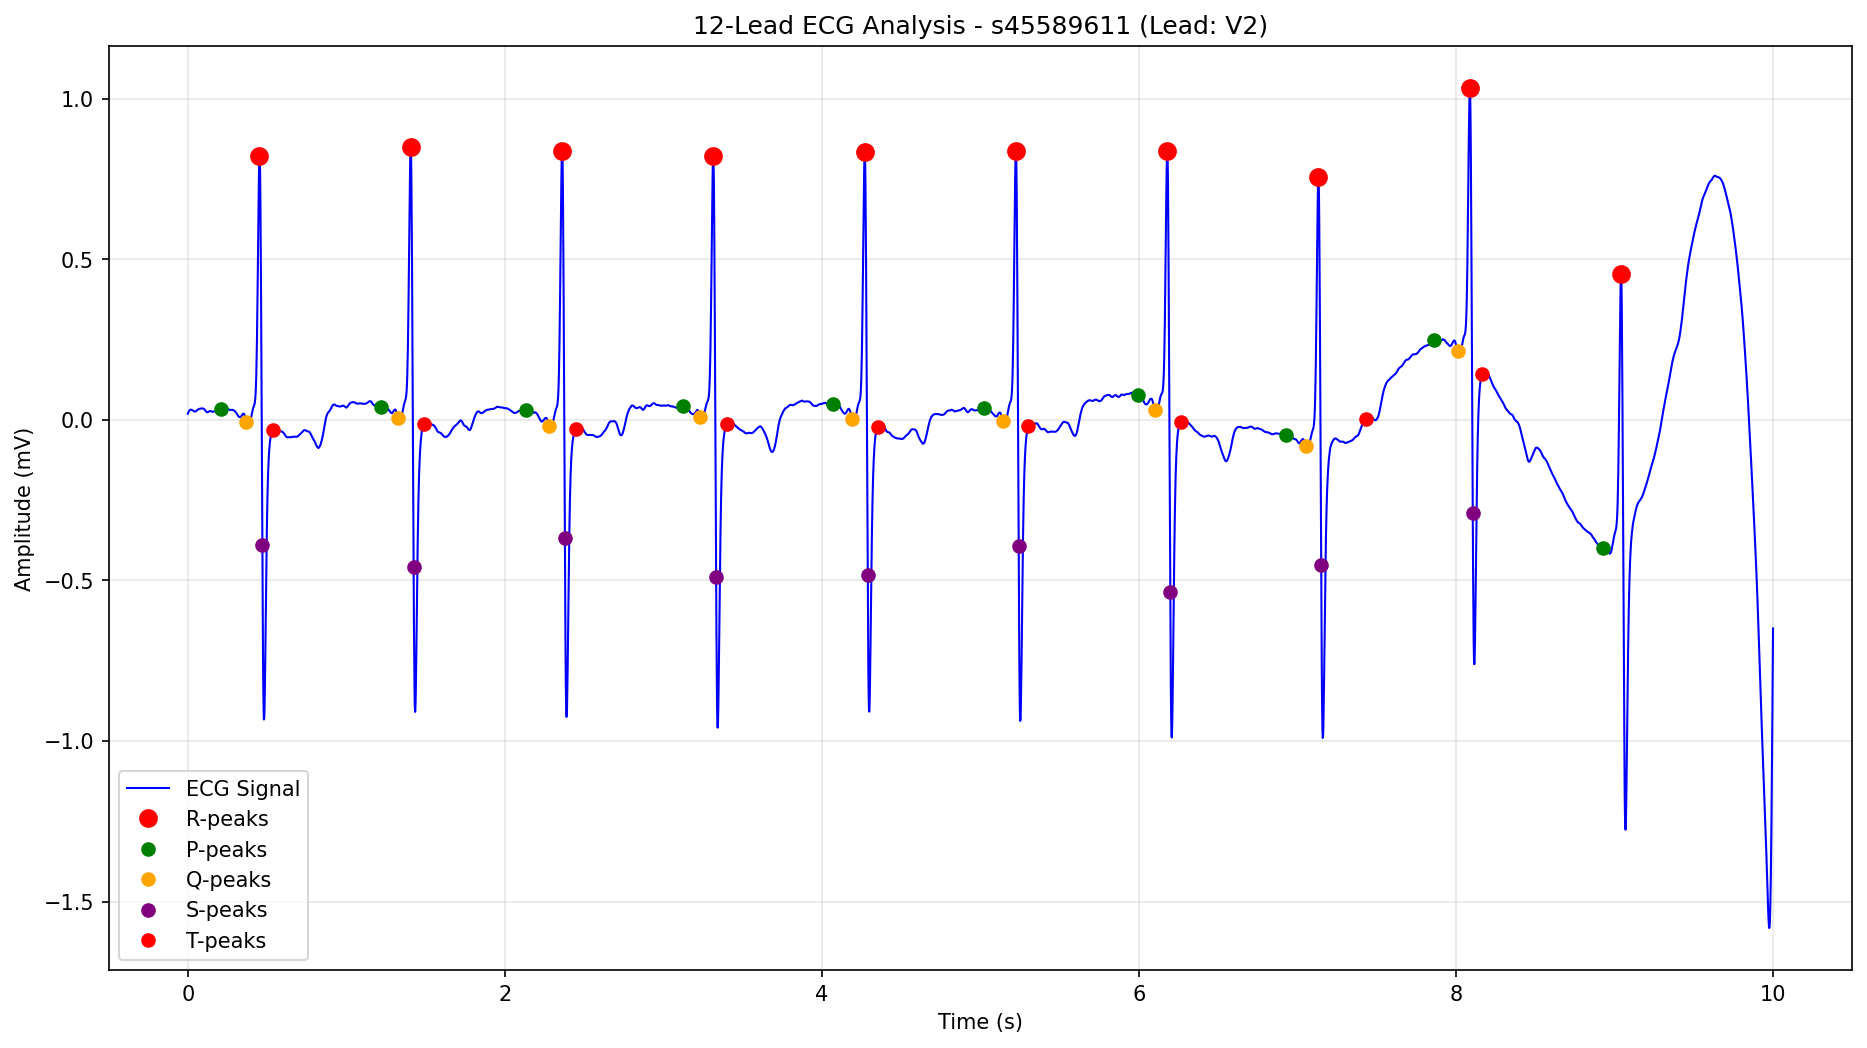 12-Lead ECG Analysis - s45589611 (Lead: V2)
Amplitude (mV)
1.0
0.5
0.0
−0.5
−1.0
−1.5
ECG Signal
R-peaks
P-peaks
Q-peaks
S-peaks
T-peaks
0 2 4 6 8 10
Time (s)